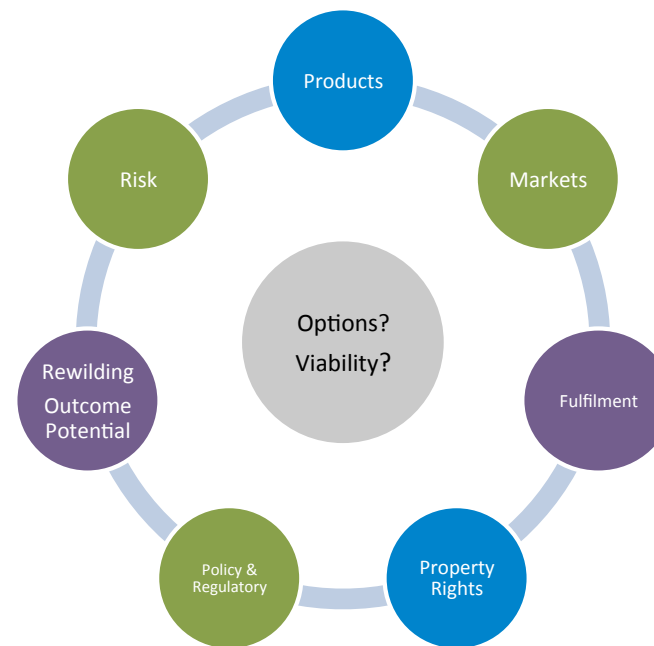 Products
Markets
Fulfilment
Property
Rights
Policy &
Regulatory
Rewilding
Outcome
Potential
Risk
Options?
Viability?